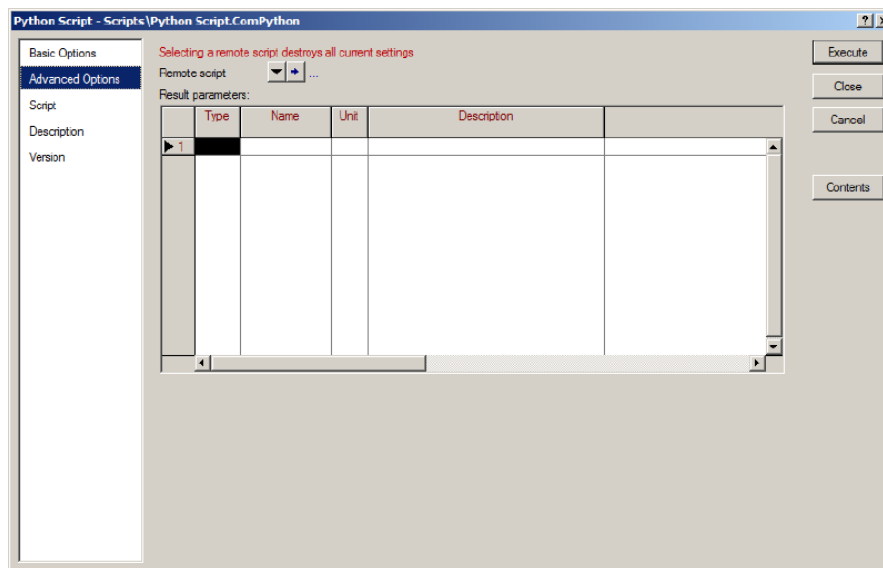 Python Script - Scripts\Python Script.ComPython
Basic Options
Advanced Options
Script
Description
Version
Selecting a remote script destroys all current settings
Remote script ...
Result parameters:
Type Name Unit Description
1
Execute
Close
Cancel
Contents